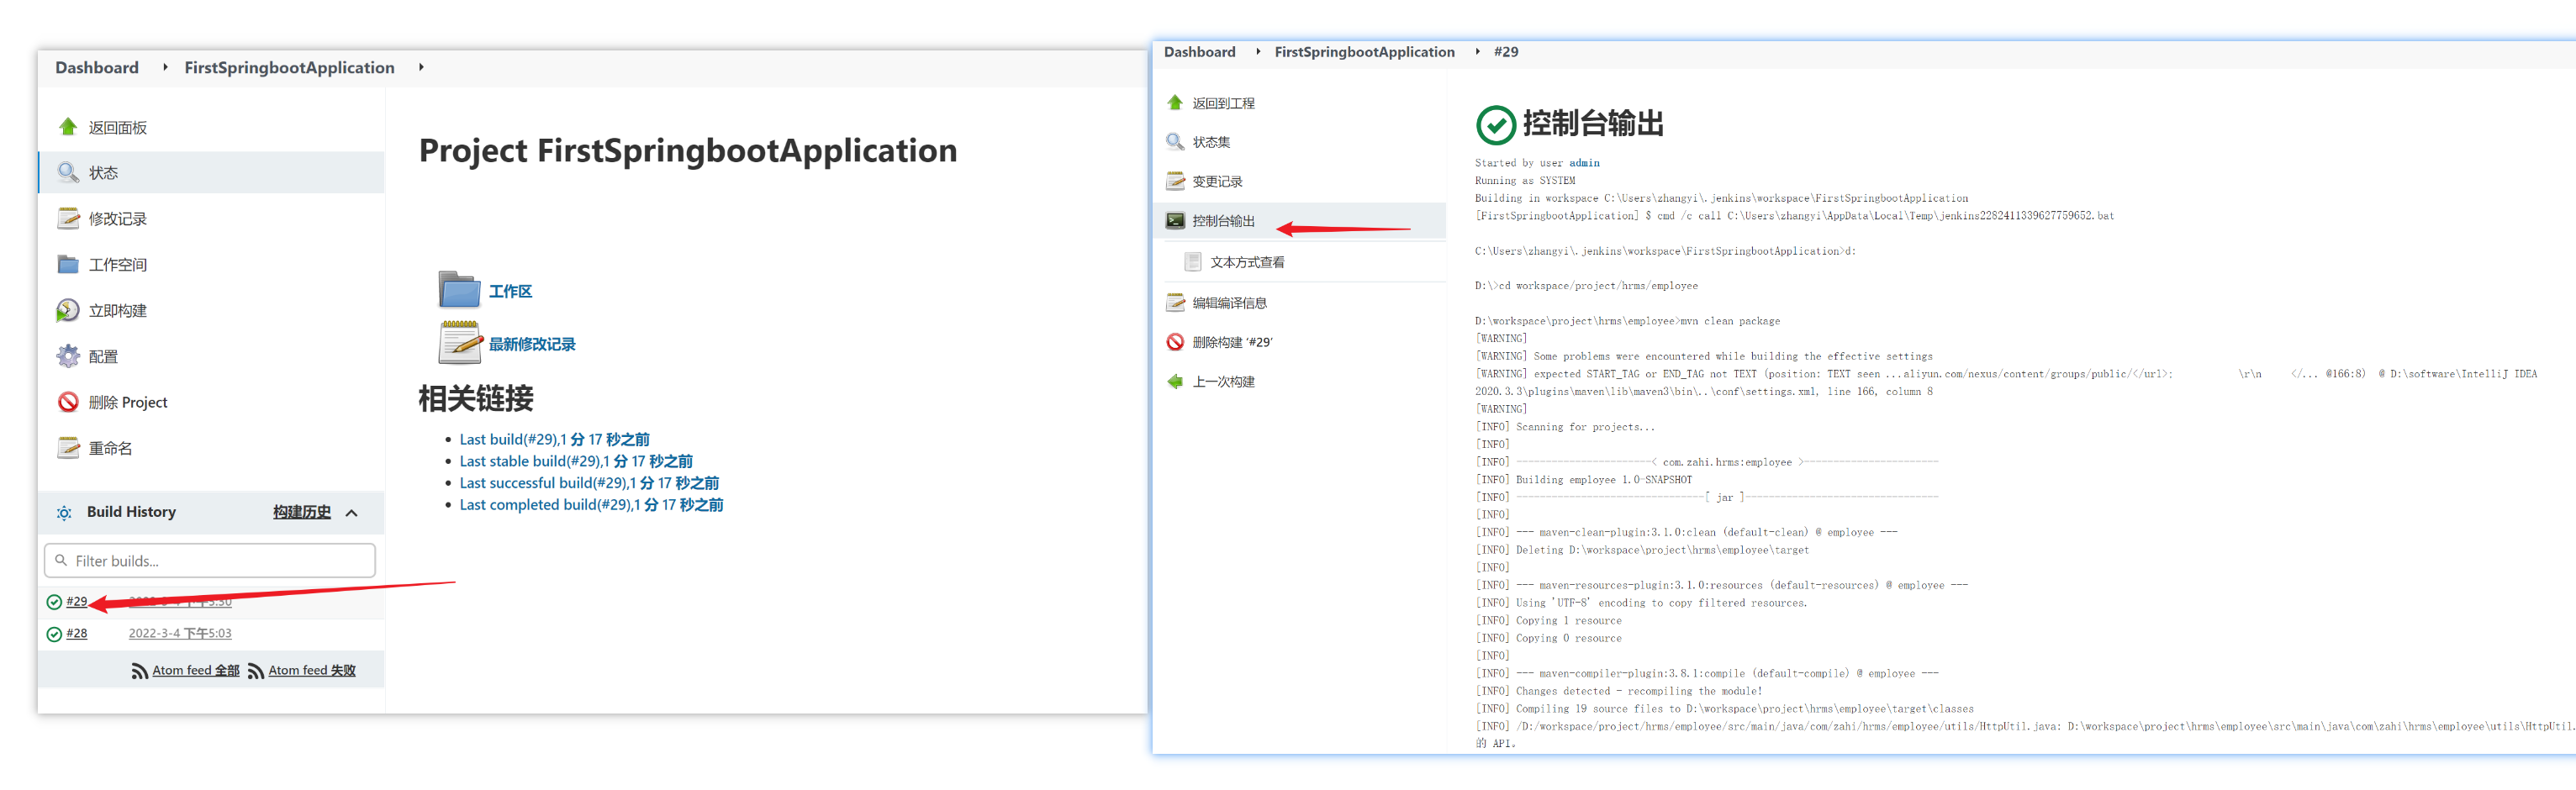 Dashboard FirstSpringbootApplication
返回面板
状态
修改记录
工作空间
立即构建
配置
删除 Project
重命名
Build History 构建历史
Filter builds...
#29
#28 2022-3-4 下午5:03
Atom feed 全部 Atom feed 失败
Project FirstSpringbootApplication
工作区
最新修改记录
相关链接
Last build(#29),1 分 17 秒之前
Last stable build(#29),1 分 17 秒之前
Last successful build(#29),1 分 17 秒之前
Last completed build(#29),1 分 17 秒之前
Dashboard FirstSpringbootApplication #29
返回到工程
状态集
变更记录
控制台输出
文本方式查看
编辑编译信息
删除构建 ‘#29’
上一次构建
控制台输出
Started by user admin
Running as SYSTEM
Building in workspace C:\Users\zhangyi\.jenkins\workspace\FirstSpringbootApplication
[FirstSpringbootApplication] $ cmd /c call C:\Users\zhangyi\AppData\Local\Temp\jenkins2282411339627759652.bat
C:\Users\zhangyi\.jenkins\workspace\FirstSpringbootApplication>d:
D:\>cd workspace/project/hrms/employee
D:\workspace\project\hrms\employee>mvn clean package
[WARNING]
[WARNING] Some problems were encountered while building the effective settings
[WARNING] expected START_TAG or END_TAG not TEXT (position: TEXT seen ...aliyun.com/nexus/content/groups/public/</url>; \r\n </... @166:8) @ D:\software\IntelliJ IDEA
2020.3.3\plugins\maven\lib\maven3\bin\..\conf\settings.xml, line 166, column 8
[WARNING]
[INFO] Scanning for projects...
[INFO]
[INFO] -----------------------< com.zahi.hrms:employee >-----------------------
[INFO] Building employee 1.0-SNAPSHOT
[INFO] --------------------------------[ jar ]---------------------------------
[INFO]
[INFO] --- maven-clean-plugin:3.1.0:clean (default-clean) @ employee ---
[INFO] Deleting D:\workspace\project\hrms\employee\target
[INFO]
[INFO] --- maven-resources-plugin:3.1.0:resources (default-resources) @ employee ---
[INFO] Using 'UTF-8' encoding to copy filtered resources.
[INFO] Copying 1 resource
[INFO] Copying 0 resource
[INFO]
[INFO] --- maven-compiler-plugin:3.8.1:compile (default-compile) @ employee ---
[INFO] Changes detected - recompiling the module!
[INFO] Compiling 19 source files to D:\workspace\project\hrms\employee\target\classes
[INFO] /D:/workspace/project/hrms/employee/src/main/java/com/zahi/hrms/employee/utils/HttpUtil.java: D:\workspace\project\hrms\employee\src\main\java\com\zahi\hrms\employee\utils\HttpUtil.
的 API。